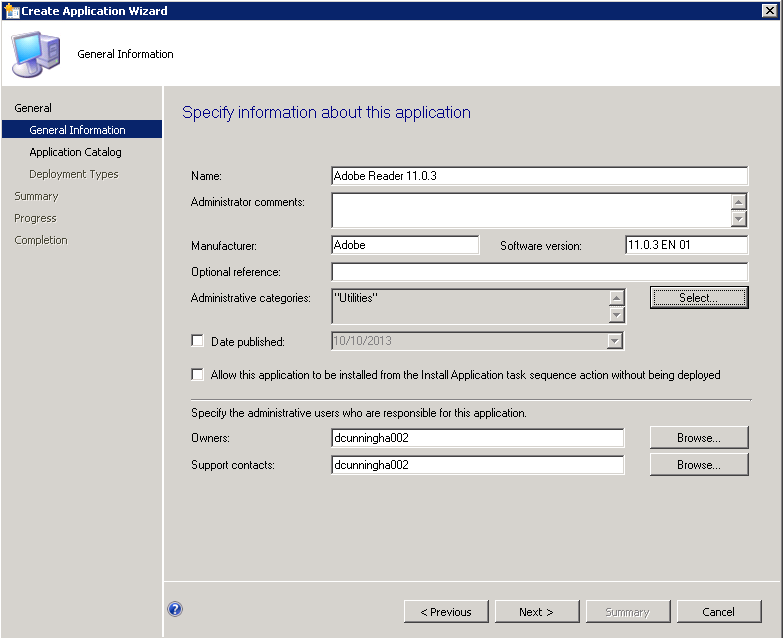 Create Application Wizard
General Information
General
General Information
Application Catalog
Deployment Types
Summary
Progress
Completion
Specify information about this application
Name: Adobe Reader 11.0.3
Administrator comments:
Manufacturer: Adobe Software version: 11.0.3 EN 01
Optional reference:
Administrative categories: "Utilities" Select...
Date published: 10/10/2013
Allow this application to be installed from the Install Application task sequence action without being deployed
Specify the administrative users who are responsible for this application.
Owners: dcunningha002 Browse...
Support contacts: dcunningha002 Browse...
? < Previous Next > Summary Cancel